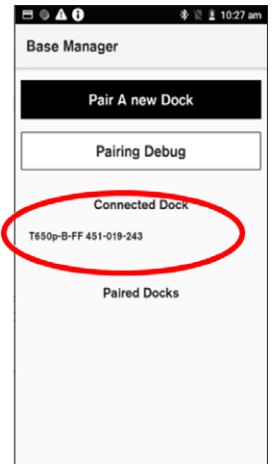 10:27 am
Base Manager
Pair A new Dock
Pairing Debug
Connected Dock
T650p-B-FF 451-019-243
Paired Docks